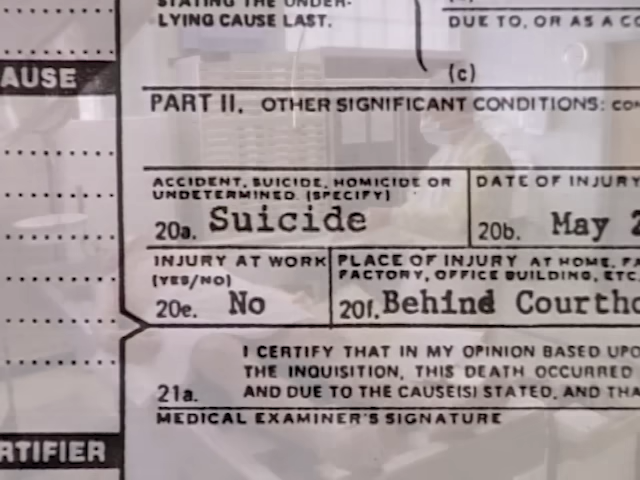 STATING THE UNDER-
LYING CAUSE LAST.
DUE TO, OR AS A CO
(c)
AUSE
PART II. OTHER SIGNIFICANT CONDITIONS: CON
ACCIDENT, SUICIDE, HOMICIDE OR
UNDETERMINED. (SPECIFY)
20a. Suicide
DATE OF INJURY
20b. May 2
INJURY AT WORK
(YES/NO)
20e. No
PLACE OF INJURY AT HOME, FA
FACTORY, OFFICE BUILDING, ETC.
20f. Behind Courtho
I CERTIFY THAT IN MY OPINION BASED UPO
THE INQUISITION, THIS DEATH OCCURRED
21a. AND DUE TO THE CAUSE(S) STATED, AND THA
MEDICAL EXAMINER'S SIGNATURE
RTIFIER